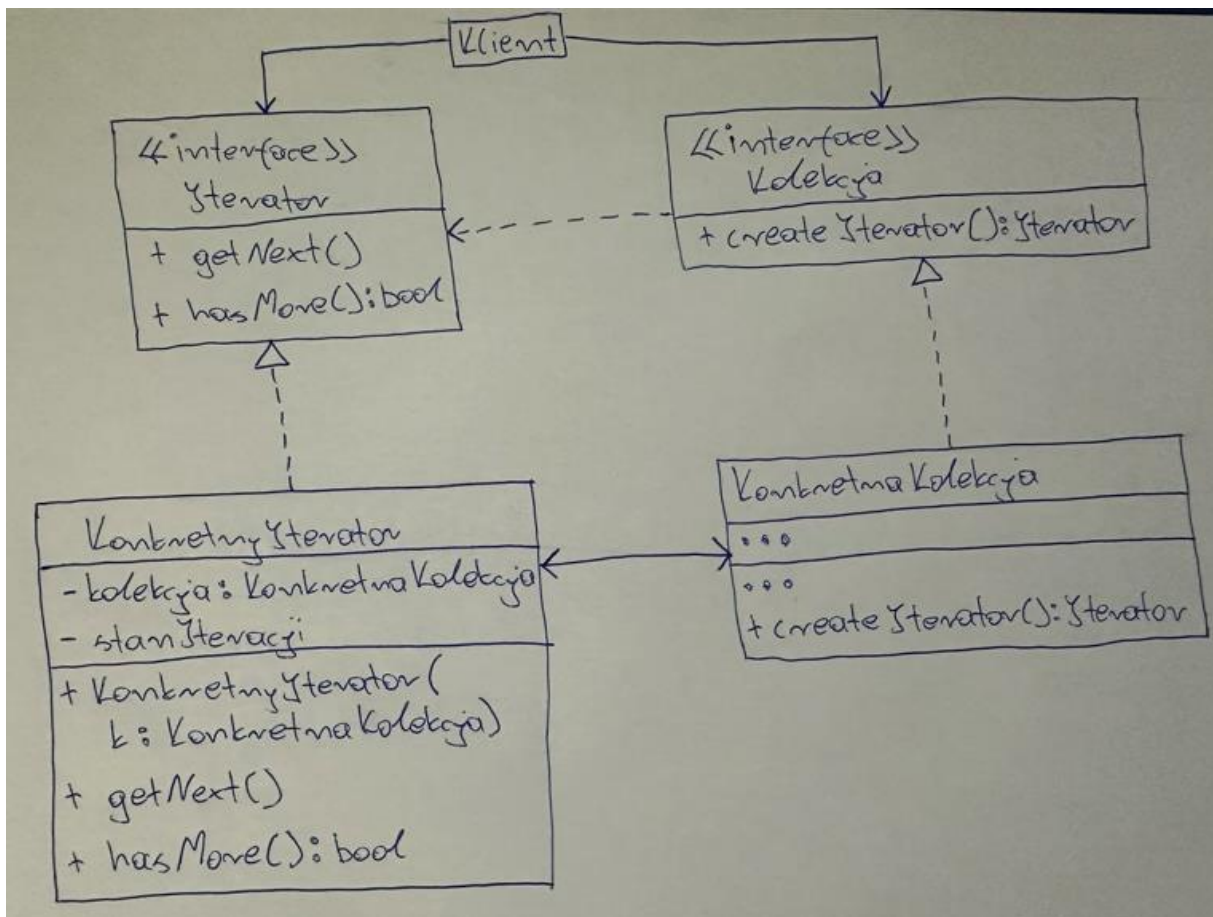 Klient
<<interface>>
Iterator
+ getNext()
+ hasMore():bool
<<interface>>
Kolekcja
+ createIterator():Iterator
KonkretnyIterator
- kolekcja: KonkretnaKolekcja
- stanIteracji
+ KonkretnyIterator(
k: KonkretnaKolekcja)
+ getNext()
+ hasMore():bool
KonkretnaKolekcja
...
...
+ createIterator():Iterator